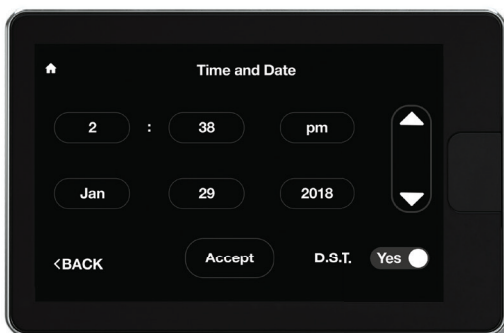 Time and Date
2 : 38 pm
Jan 29 2018
<BACK Accept D.S.T. Yes